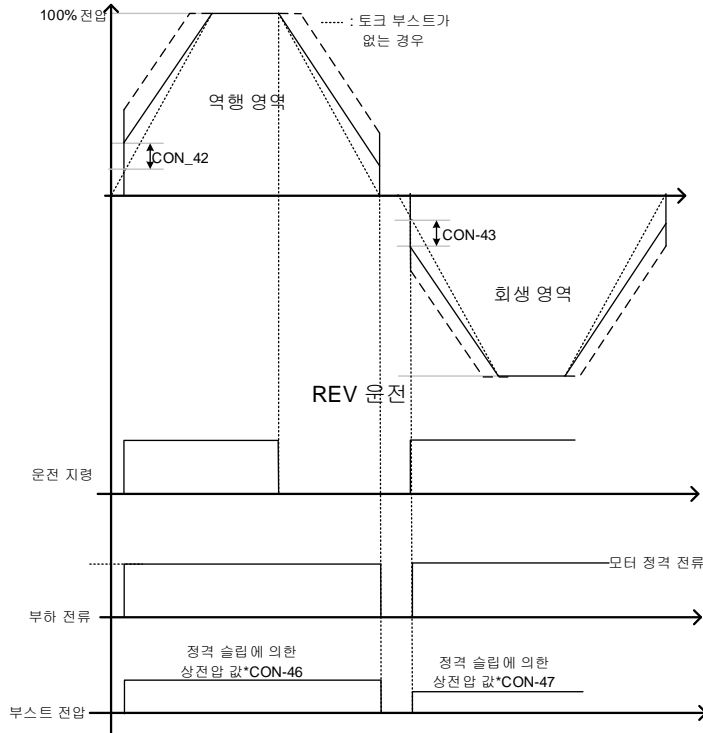 100% 전압
: 토크 부스트가
없는 경우
역행 영역
CON_42
CON-43
회생 영역
REV 운전
운전 지령
모터 정격 전류
부하 전류
정격 슬립에 의한
상전압 값*CON-46
정격 슬립에 의한
상전압 값*CON-47
부스트 전압